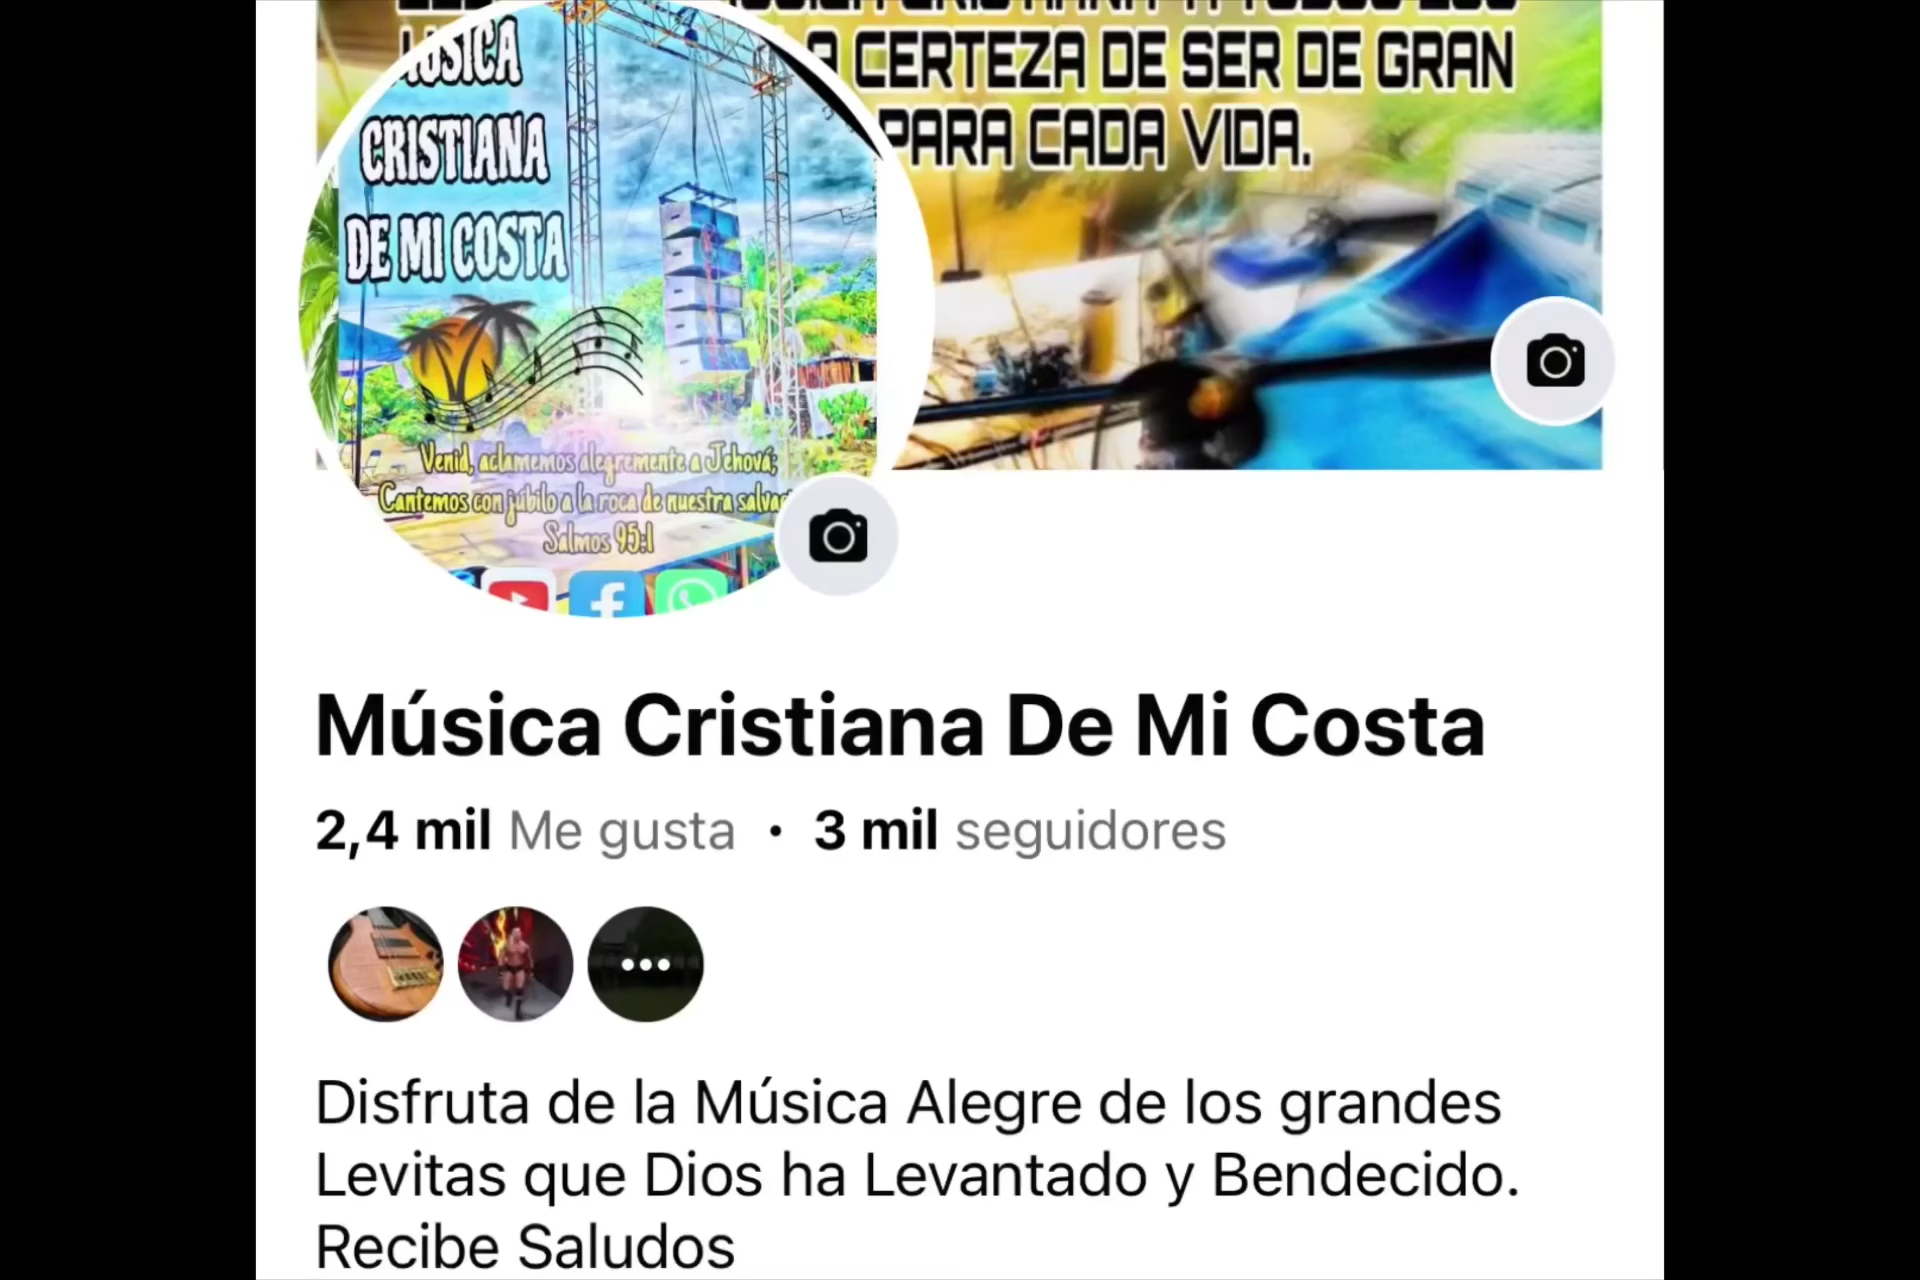 A CERTEZA DE SER DE GRAN
PARA CADA VIDA.
MÚSICA
CRISTIANA
DE MI COSTA
Venid, aclamemos alegremente a Jehová;
Cantemos con júbilo a la roca de nuestra
Salmos 95:1
Música Cristiana De Mi Costa
2,4 mil Me gusta · 3 mil seguidores
Disfruta de la Música Alegre de los grandes
Levitas que Dios ha Levantado y Bendecido.
Recibe Saludos